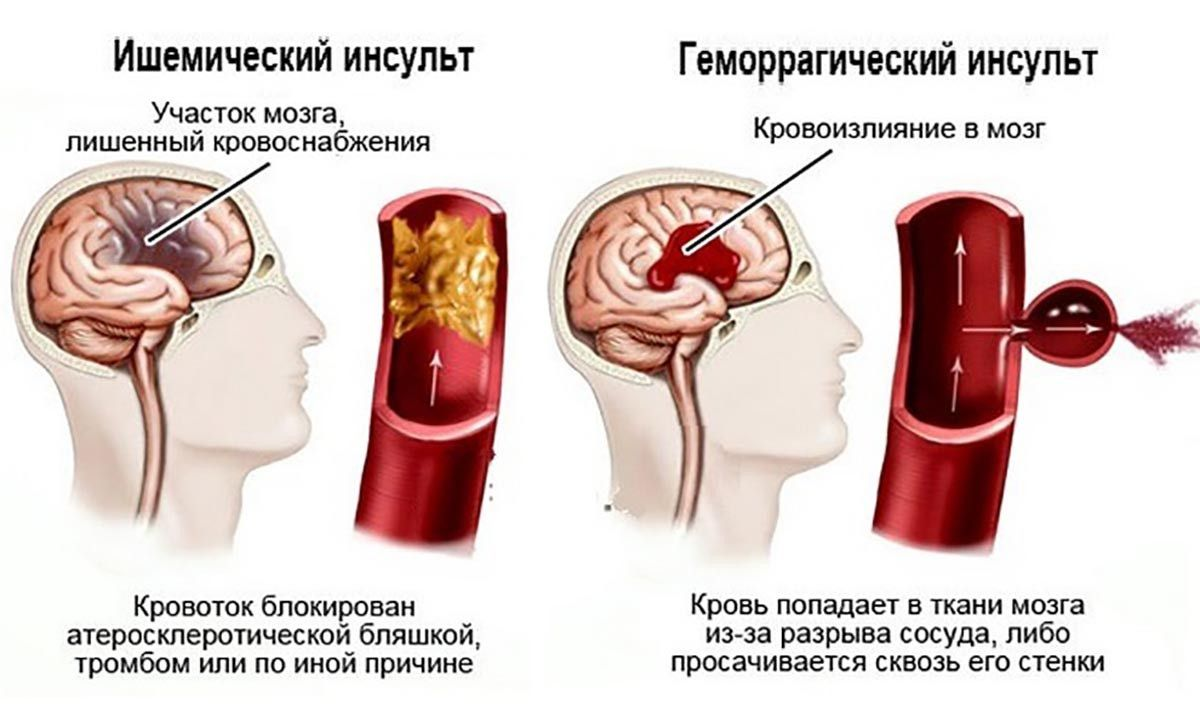 Ишемический инсульт
Участок мозга,
лишенный кровоснабжения
Кровоток блокирован
атеросклеротической бляшкой,
тромбом или по иной причине
Геморрагический инсульт
Кровоизлияние в мозг
Кровь попадает в ткани мозга
из-за разрыва сосуда, либо
просачивается сквозь его стенки